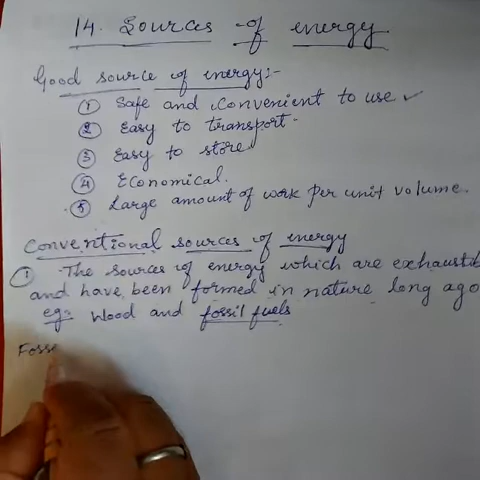 14. Sources of energy
Good source of energy:-
① Safe and convenient to use ✓
② Easy to transport.
③ Easy to store
④ Economical.
⑤ Large amount of work per unit volume.
Conventional sources of energy
① The sources of energy which are exhaustib
and have been formed in nature long ago
eg: Wood and fossil fuels
Foss